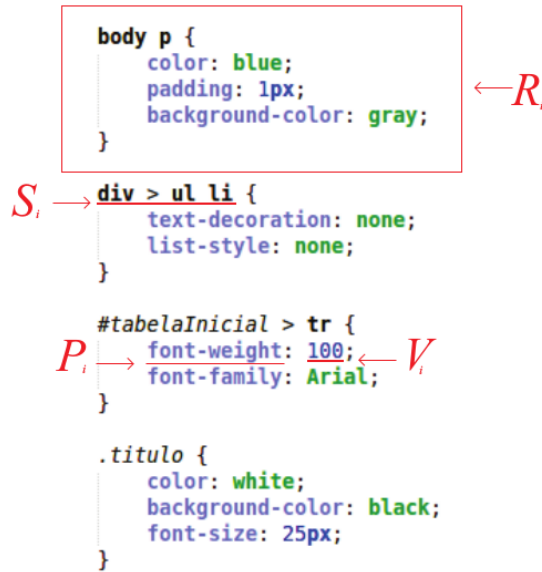 body p {
color: blue;
padding: 1px;
background-color: gray;
}
← Rᵢ
Sᵢ → div > ul li {
text-decoration: none;
list-style: none;
}
#tabelaInicial > tr {
Pᵢ → font-weight: 100; ← Vᵢ
font-family: Arial;
}
.titulo {
color: white;
background-color: black;
font-size: 25px;
}